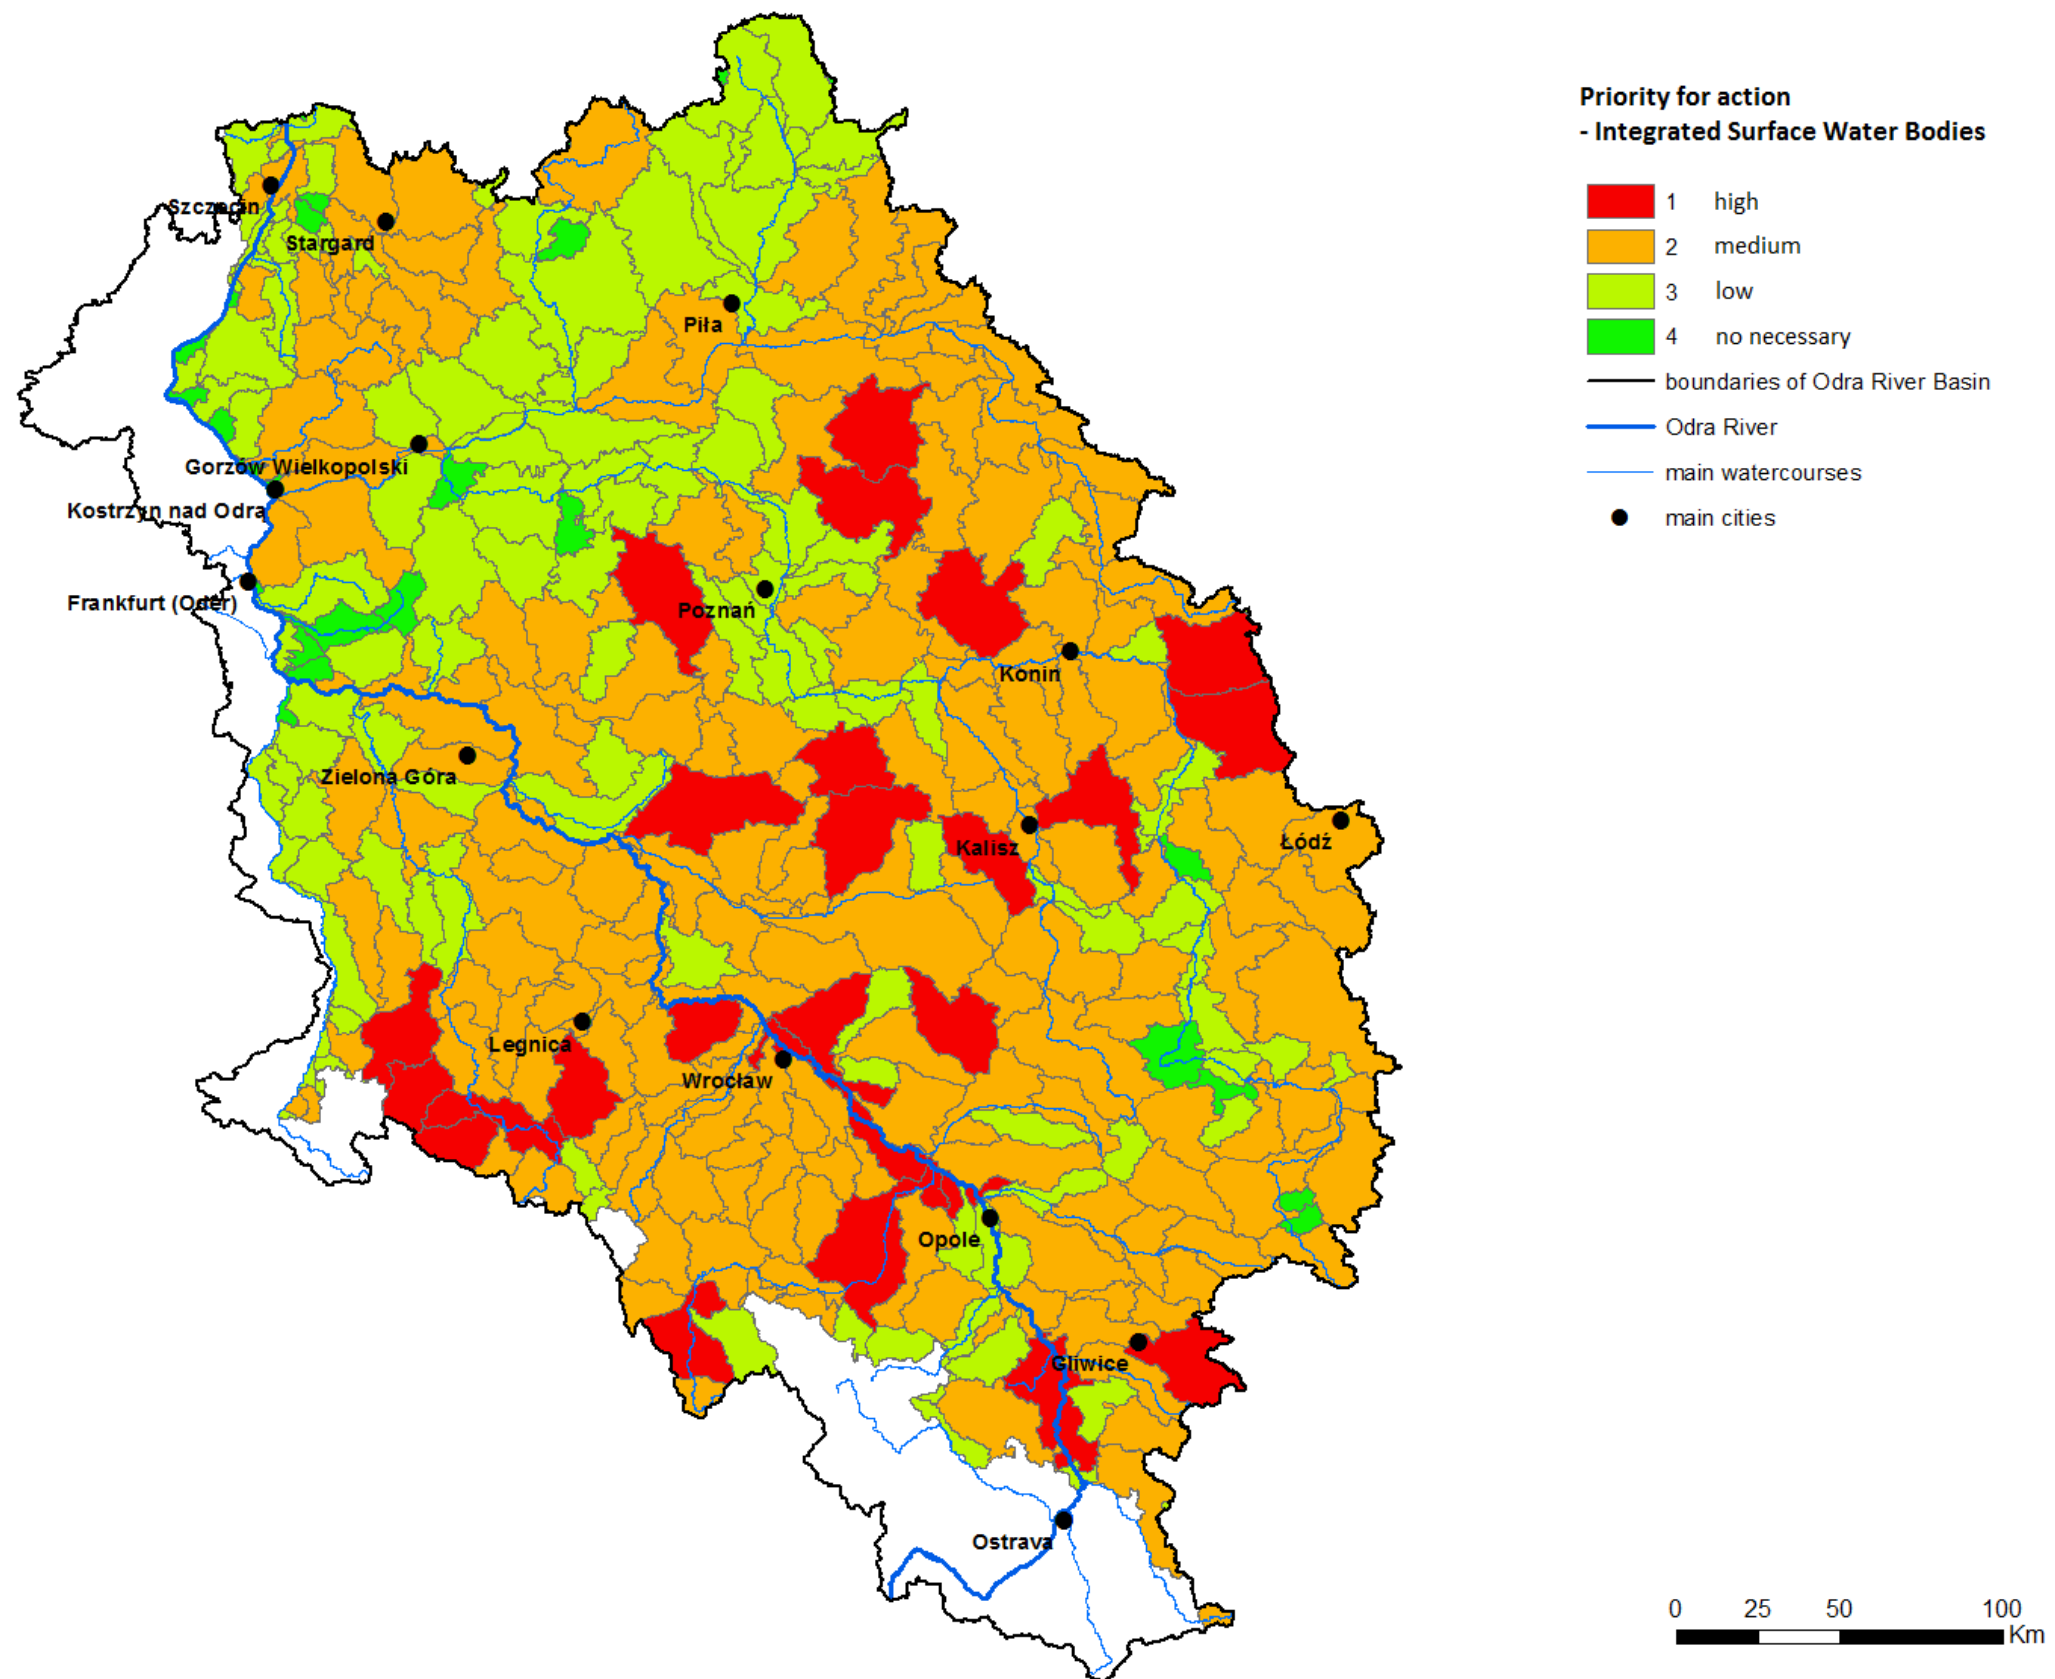 Priority for action
- Integrated Surface Water Bodies
1 high
2 medium
3 low
4 no necessary
boundaries of Odra River Basin
Odra River
main watercourses
main cities
Szczecin
Stargard
Piła
Gorzów Wielkopolski
Kostrzyn nad Odrą
Frankfurt (Oder)
Poznań
Konin
Zielona Góra
Kalisz
Łódź
Legnica
Wrocław
Opole
Gliwice
Ostrava
0 25 50 100
Km